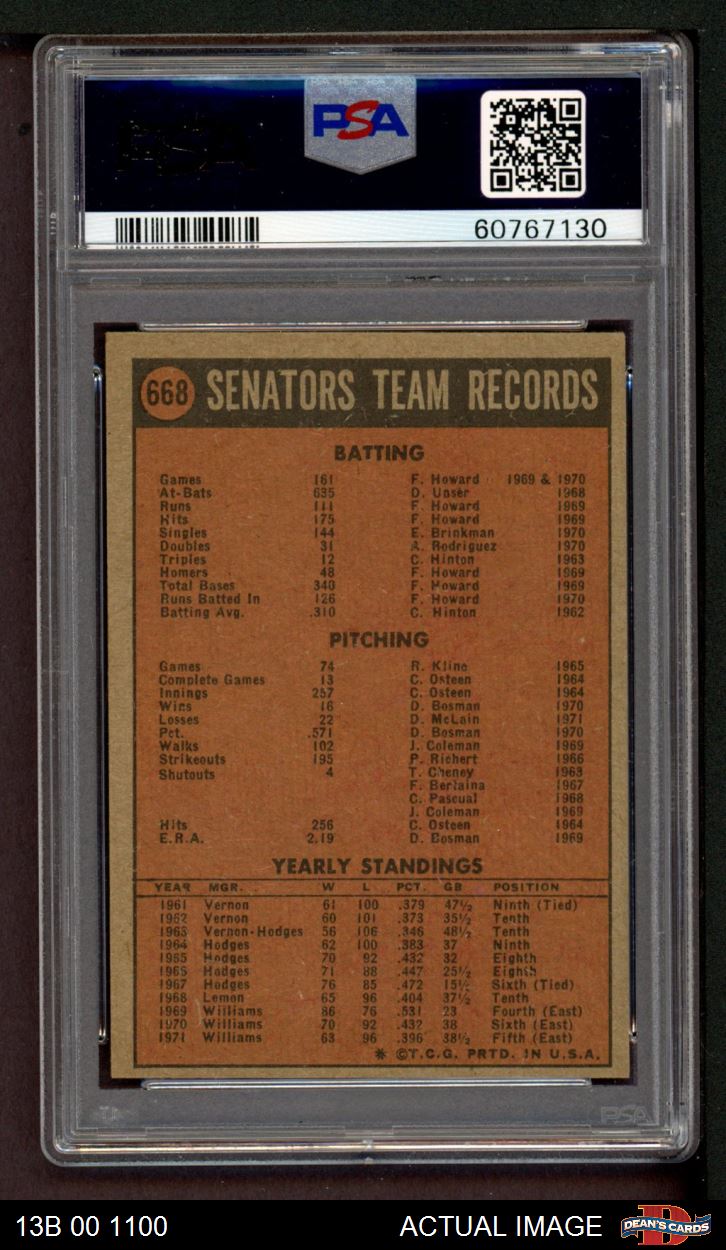 PSA
60767130
668 SENATORS TEAM RECORDS
BATTING
Games 161 F. Howard 1969 & 1970
At-Bats 635 D. Unser 1968
Runs 111 F. Howard 1969
Hits 175 F. Howard 1969
Singles 144 E. Brinkman 1970
Doubles 31 A. Rodriguez 1970
Triples 12 C. Hinton 1963
Homers 48 F. Howard 1969
Total Bases 340 F. Howard 1969
Runs Batted In 126 F. Howard 1970
Batting Avg. .310 C. Hinton 1962
PITCHING
Games 74 R. Kline 1965
Complete Games 13 C. Osteen 1964
Innings 257 C. Osteen 1964
Wins 16 D. Bosman 1970
Losses 22 D. McLain 1971
Pct. .571 D. Bosman 1970
Walks 102 J. Coleman 1969
Strikeouts 195 P. Richert 1966
Shutouts 4 T. Cheney 1963
F. Bertaina 1967
C. Pascual 1968
J. Coleman 1969
Hits 256 C. Osteen 1964
E.R.A. 2.19 D. Bosman 1969
YEARLY STANDINGS
YEAR MGR. W L PCT. GB POSITION
1961 Vernon 61 100 .379 47½ Ninth (Tied)
1962 Vernon 60 101 .373 35½ Tenth
1963 Vernon-Hodges 56 106 .346 48½ Tenth
1964 Hodges 62 100 .383 37 Ninth
1965 Hodges 70 92 .432 32 Eighth
1966 Hodges 71 88 .447 25½ Eighth
1967 Hodges 76 85 .472 15½ Sixth (Tied)
1968 Lemon 65 96 .404 37½ Tenth
1969 Williams 86 76 .531 23 Fourth (East)
1970 Williams 70 92 .432 38 Sixth (East)
1971 Williams 63 96 .396 38½ Fifth (East)
* ©T.C.G. PRTD. IN U.S.A.
PSA
13B 00 1100 ACTUAL IMAGE DEAN'S CARDS